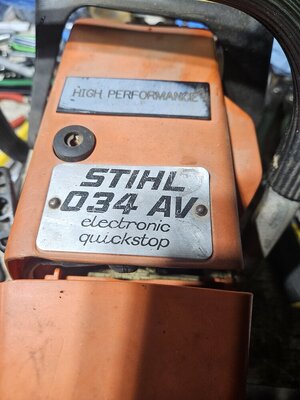 HIGH PERFORMANCE
STIHL
034 AV
electronic
quickstop